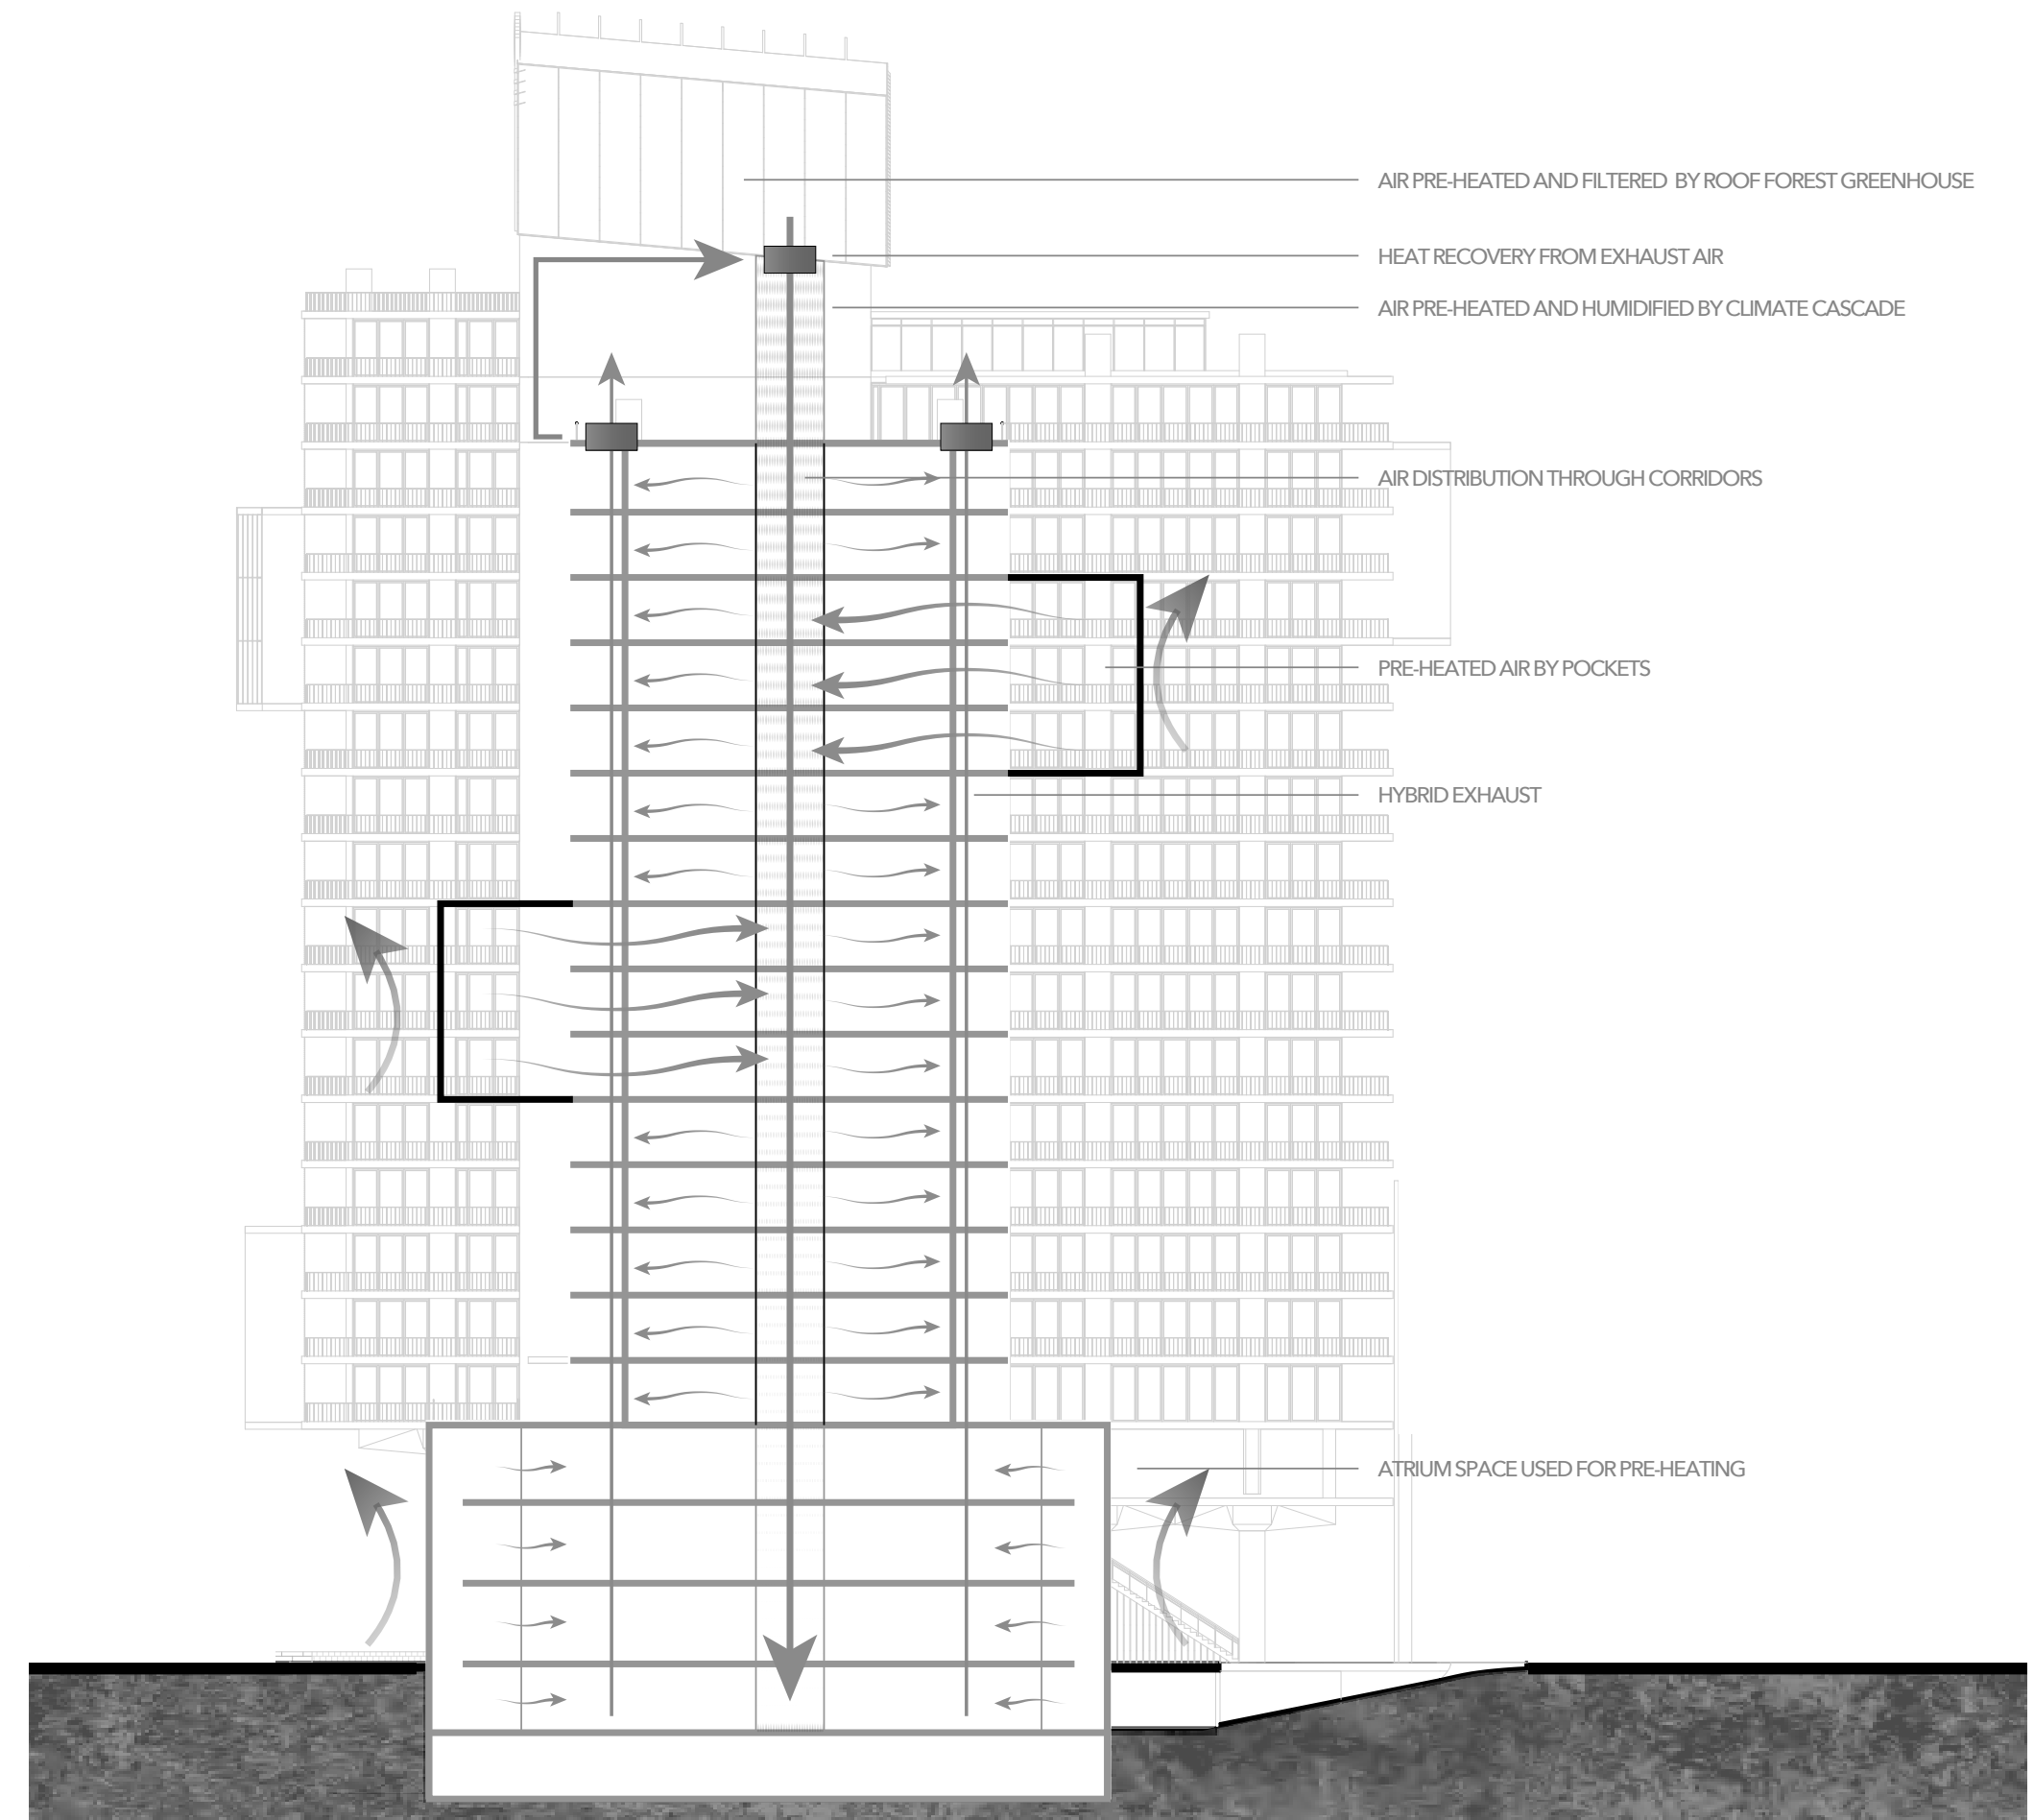 AIR PRE-HEATED AND FILTERED BY ROOF FOREST GREENHOUSE
HEAT RECOVERY FROM EXHAUST AIR
AIR PRE-HEATED AND HUMIDIFIED BY CLIMATE CASCADE
AIR DISTRIBUTION THROUGH CORRIDORS
PRE-HEATED AIR BY POCKETS
HYBRID EXHAUST
ATRIUM SPACE USED FOR PRE-HEATING